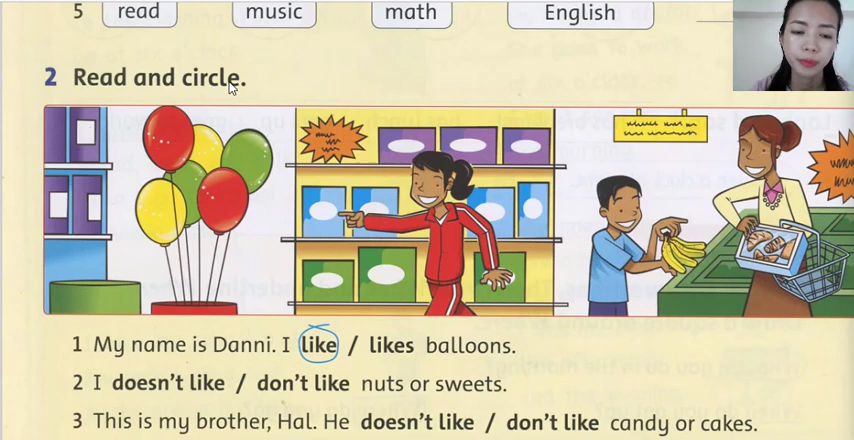 5 read music math English
2 Read and circle.
1 My name is Danni. I like / likes balloons.
2 I doesn't like / don't like nuts or sweets.
3 This is my brother, Hal. He doesn't like / don't like candy or cakes.